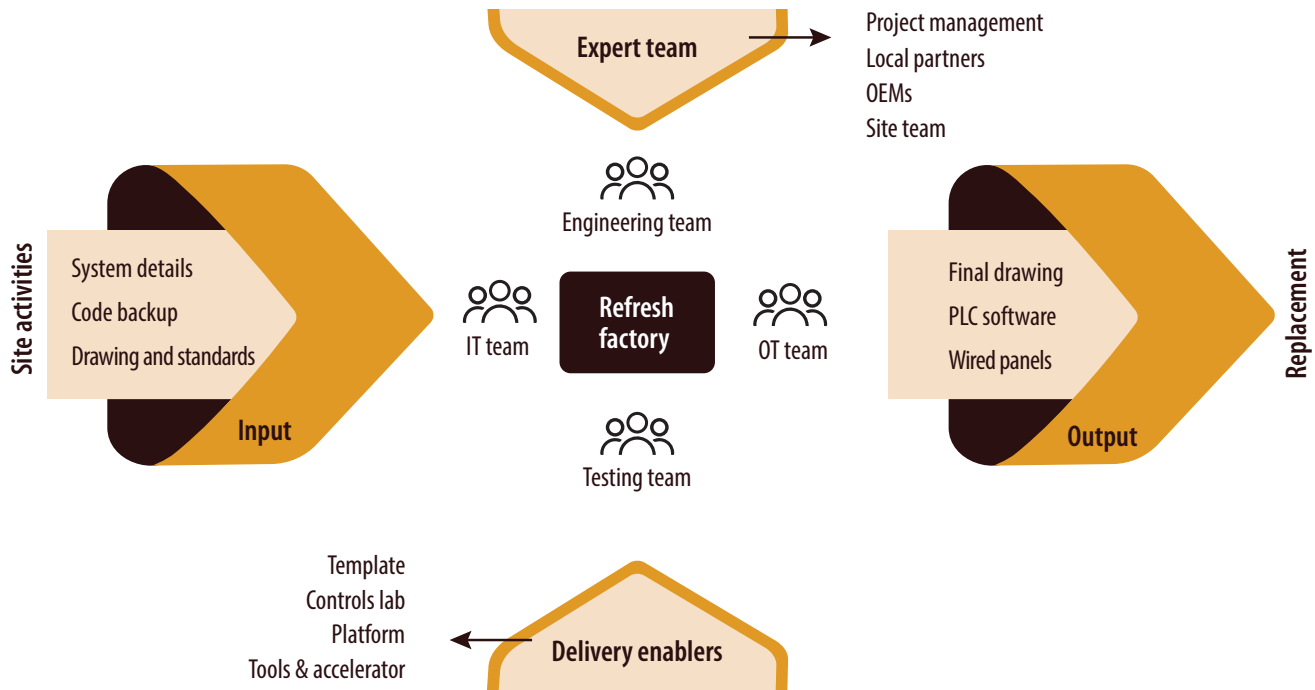 Expert team
Project management
Local partners
OEMs
Site team
Engineering team
Site activities
System details
Code backup
Drawing and standards
Input
IT team
Refresh
factory
OT team
Testing team
Final drawing
PLC software
Wired panels
Output
Replacement
Template
Controls lab
Platform
Tools & accelerator
Delivery enablers